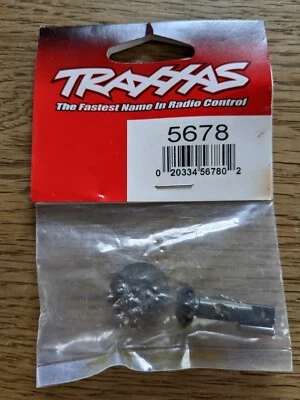 TRAXXAS
The Fastest Name In Radio Control
5678
0 20334 56780 2